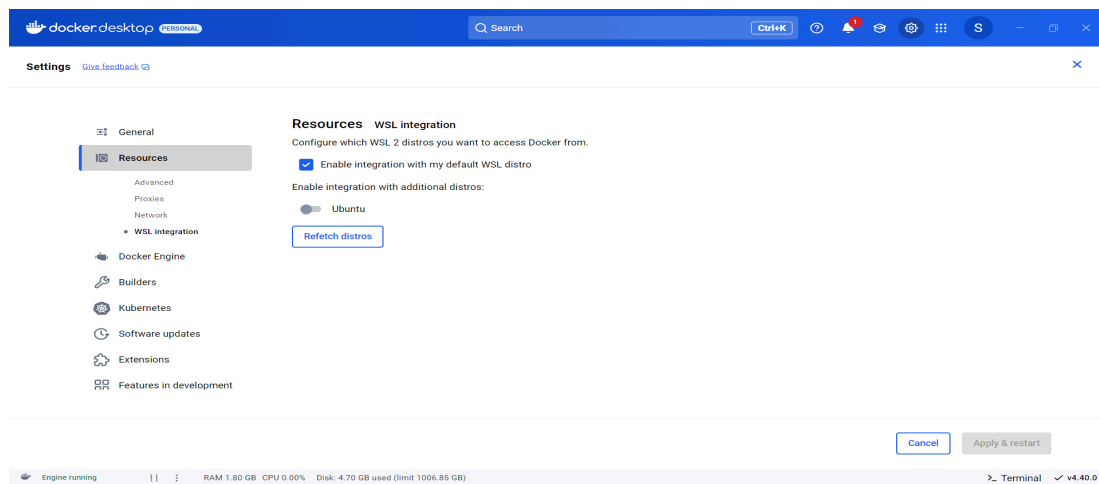 docker.desktop PERSONAL
Search
Ctrl+K
1
S
Settings Give feedback
General
Resources
Advanced
Proxies
Network
WSL integration
Docker Engine
Builders
Kubernetes
Software updates
Extensions
Features in development
Resources WSL integration
Configure which WSL 2 distros you want to access Docker from.
Enable integration with my default WSL distro
Enable integration with additional distros:
Ubuntu
Refetch distros
Cancel
Apply & restart
Engine running
RAM 1.80 GB CPU 0.00% Disk: 4.70 GB used (limit 1006.85 GB)
Terminal
v4.40.0